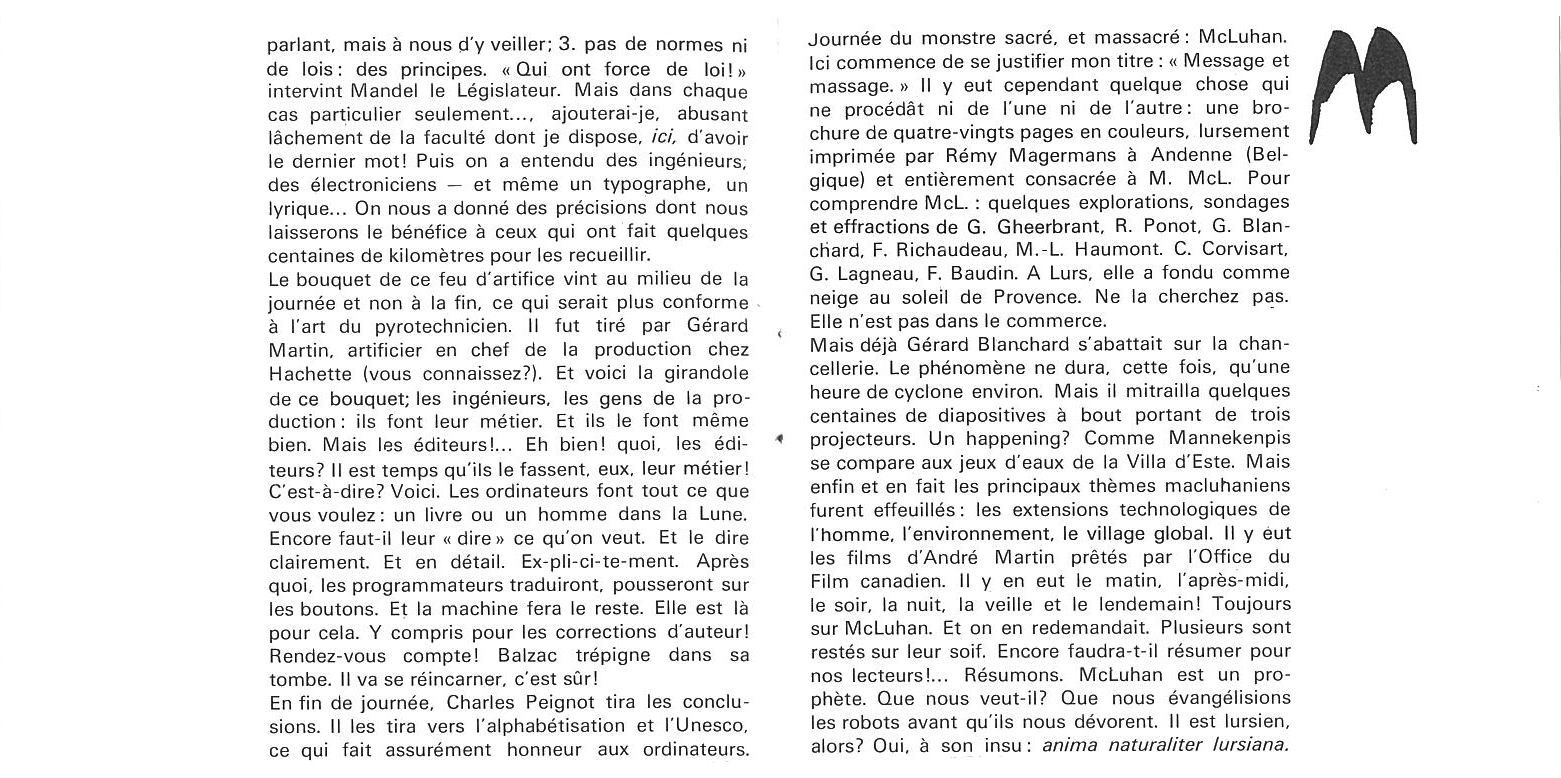 parlant, mais à nous d'y veiller; 3. pas de normes ni
de lois: des principes. « Qui ont force de loi! »
intervint Mandel le Législateur. Mais dans chaque
cas particulier seulement..., ajouterai-je, abusant
lâchement de la faculté dont je dispose, ici, d'avoir
le dernier mot! Puis on a entendu des ingénieurs,
des électroniciens — et même un typographe, un
lyrique... On nous a donné des précisions dont nous
laisserons le bénéfice à ceux qui ont fait quelques
centaines de kilomètres pour les recueillir.
Le bouquet de ce feu d'artifice vint au milieu de la
journée et non à la fin, ce qui serait plus conforme
à l'art du pyrotechnicien. Il fut tiré par Gérard
Martin, artificier en chef de la production chez
Hachette (vous connaissez?). Et voici la girandole
de ce bouquet; les ingénieurs, les gens de la pro-
duction: ils font leur métier. Et ils le font même
bien. Mais les éditeurs!... Eh bien! quoi, les édi-
teurs? Il est temps qu'ils le fassent, eux, leur métier!
C'est-à-dire? Voici. Les ordinateurs font tout ce que
vous voulez: un livre ou un homme dans la Lune.
Encore faut-il leur « dire » ce qu'on veut. Et le dire
clairement. Et en détail. Ex-pli-ci-te-ment. Après
quoi, les programmateurs traduiront, pousseront sur
les boutons. Et la machine fera le reste. Elle est là
pour cela. Y compris pour les corrections d'auteur!
Rendez-vous compte! Balzac trépigne dans sa
tombe. Il va se réincarner, c'est sûr!
En fin de journée, Charles Peignot tira les conclu-
sions. Il les tira vers l'alphabétisation et l'Unesco,
ce qui fait assurément honneur aux ordinateurs.
Journée du monstre sacré, et massacré: McLuhan.
Ici commence de se justifier mon titre: « Message et
massage. » Il y eut cependant quelque chose qui
ne procédât ni de l'une ni de l'autre: une bro-
chure de quatre-vingts pages en couleurs, lursement
imprimée par Rémy Magermans à Andenne (Bel-
gique) et entièrement consacrée à M. McL. Pour
comprendre McL. : quelques explorations, sondages
et effractions de G. Gheerbrant, R. Ponot, G. Blan-
chard, F. Richaudeau, M.-L. Haumont. C. Corvisart,
G. Lagneau, F. Baudin. A Lurs, elle a fondu comme
neige au soleil de Provence. Ne la cherchez pas.
Elle n'est pas dans le commerce.
Mais déjà Gérard Blanchard s'abattait sur la chan-
cellerie. Le phénomène ne dura, cette fois, qu'une
heure de cyclone environ. Mais il mitrailla quelques
centaines de diapositives à bout portant de trois
projecteurs. Un happening? Comme Mannekenpis
se compare aux jeux d'eaux de la Villa d'Este. Mais
enfin et en fait les principaux thèmes macluhaniens
furent effeuillés: les extensions technologiques de
l'homme, l'environnement, le village global. Il y eut
les films d'André Martin prêtés par l'Office du
Film canadien. Il y en eut le matin, l'après-midi,
le soir, la nuit, la veille et le lendemain! Toujours
sur McLuhan. Et on en redemandait. Plusieurs sont
restés sur leur soif. Encore faudra-t-il résumer pour
nos lecteurs!... Résumons. McLuhan est un pro-
phète. Que nous veut-il? Que nous évangélisions
les robots avant qu'ils nous dévorent. Il est lursien,
alors? Oui, à son insu: anima naturaliter lursiana.
M